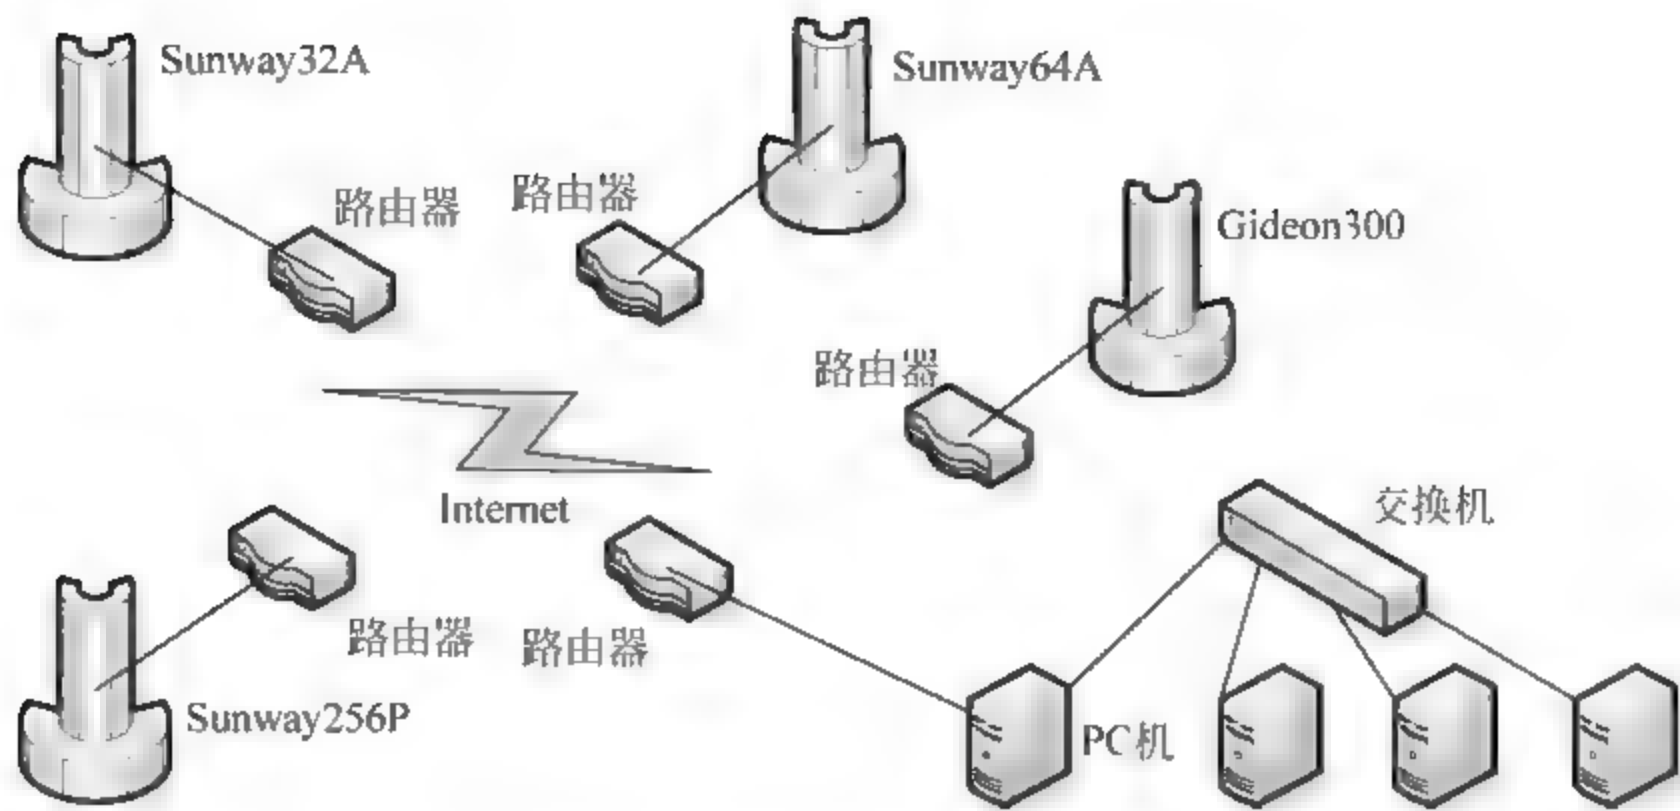 Sunway32A
Sunway64A
路由器
路由器
Gideon300
路由器
Internet
交换机
路由器
路由器
Sunway256P
PC机